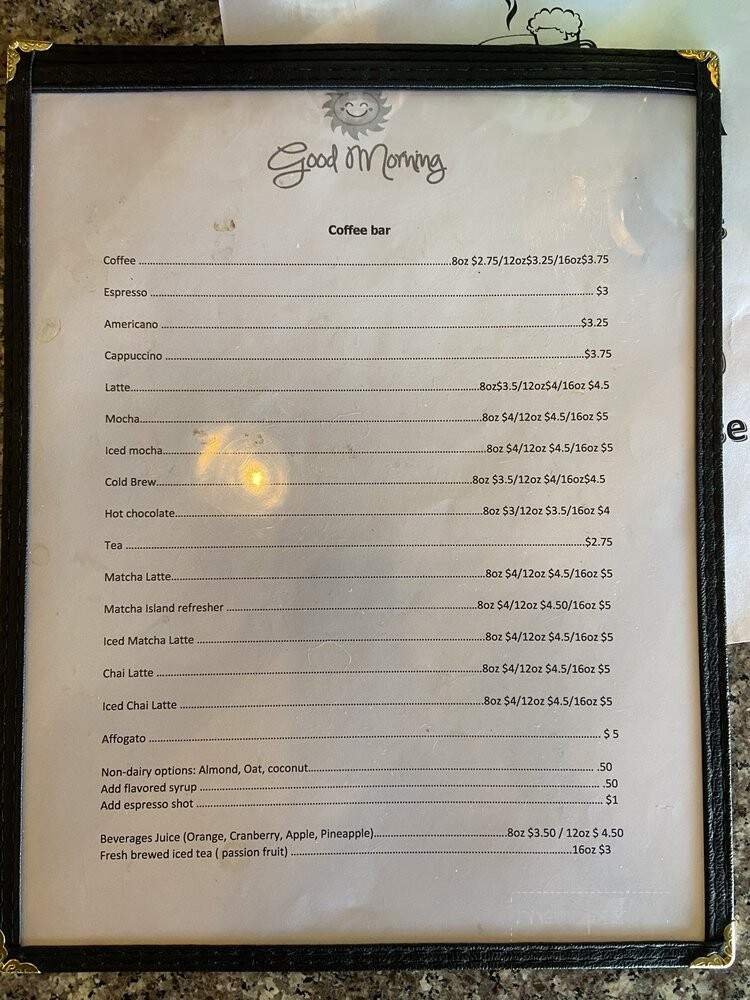 Good Morning
Coffee bar
Coffee ........ 8oz $2.75/12oz$3.25/16oz$3.75
Espresso ........ $3
Americano ........ $3.25
Cappuccino ........ $3.75
Latte........ 8oz$3.5/12oz$4/16oz $4.5
Mocha........ 8oz $4/12oz $4.5/16oz $5
Iced mocha........ 8oz $4/12oz $4.5/16oz $5
Cold Brew........ 8oz $3.5/12oz $4/16oz$4.5
Hot chocolate........ 8oz $3/12oz $3.5/16oz $4
Tea ........ $2.75
Matcha Latte........ 8oz $4/12oz $4.5/16oz $5
Matcha Island refresher ........ 8oz $4/12oz $4.50/16oz $5
Iced Matcha Latte ........ 8oz $4/12oz $4.5/16oz $5
Chai Latte ........ 8oz $4/12oz $4.5/16oz $5
Iced Chai Latte ........ 8oz $4/12oz $4.5/16oz $5
Affogato ........ $ 5
Non-dairy options: Almond, Oat, coconut........ .50
Add flavored syrup ........ .50
Add espresso shot ........ $1
Beverages Juice (Orange, Cranberry, Apple, Pineapple)........ 8oz $3.50 / 12oz $ 4.50
Fresh brewed iced tea ( passion fruit) ........ 16oz $3